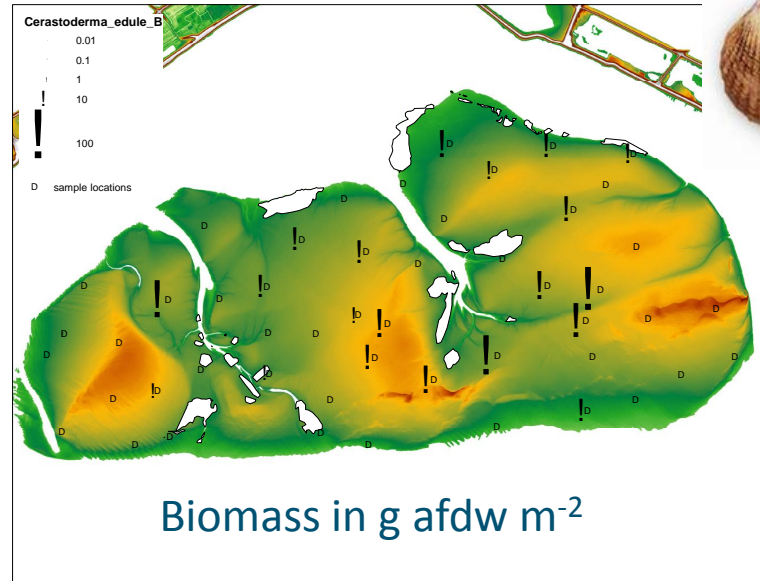 Cerastoderma_edule_B
0.01
0.1
! 1
! 10
! 100
D sample locations
Biomass in g afdw m-2